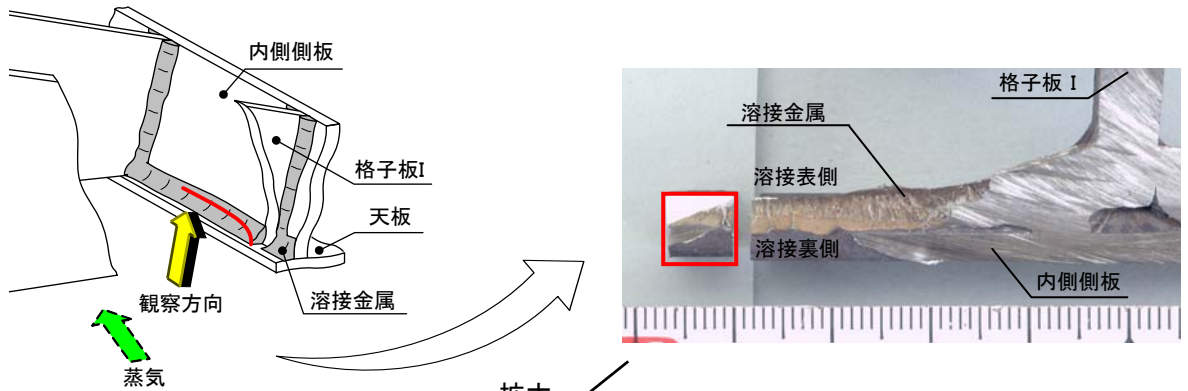 内側側板
格子板I
天板
溶接金属
観察方向
蒸気
格子板 I
溶接金属
溶接表側
溶接裏側
内側側板